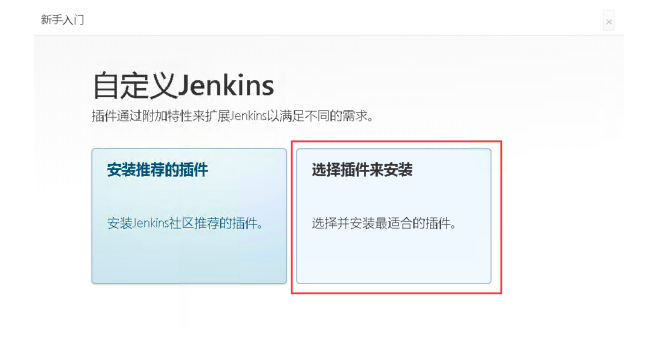 新手入门
×
自定义Jenkins
插件通过附加特性来扩展Jenkins以满足不同的需求。
安装推荐的插件
安装Jenkins社区推荐的插件。
选择插件来安装
选择并安装最适合的插件。